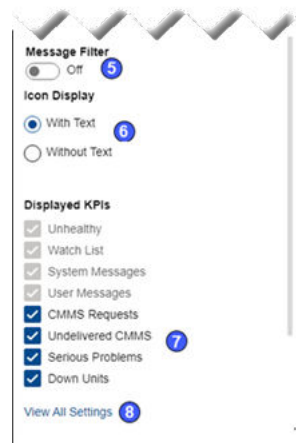 Message Filter
Off 5
Icon Display
With Text
6
Without Text
Displayed KPIs
Unhealthy
Watch List
System Messages
User Messages
CMMS Requests
Undelivered CMMS
7
Serious Problems
Down Units
View All Settings 8